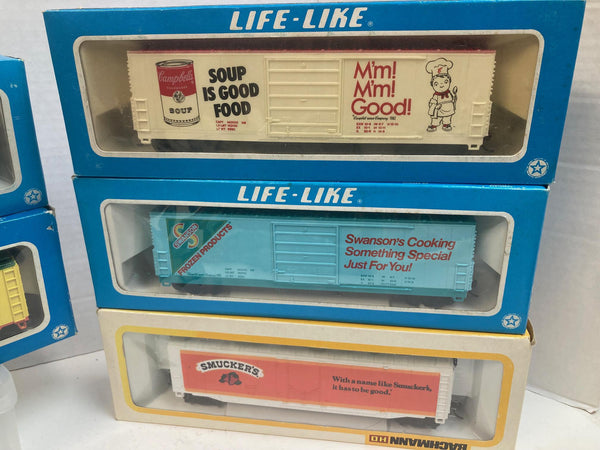 LIFE-LIKE®
Campbell's
SOUP
SOUP
IS GOOD
FOOD
M'm!
M'm!
Good!
LIFE-LIKE®
FROZEN PRODUCTS
Swanson's Cooking
Something Special
Just For You!
SMUCKER'S
With a name like Smucker's,
it has to be good.
BACHMANN HO